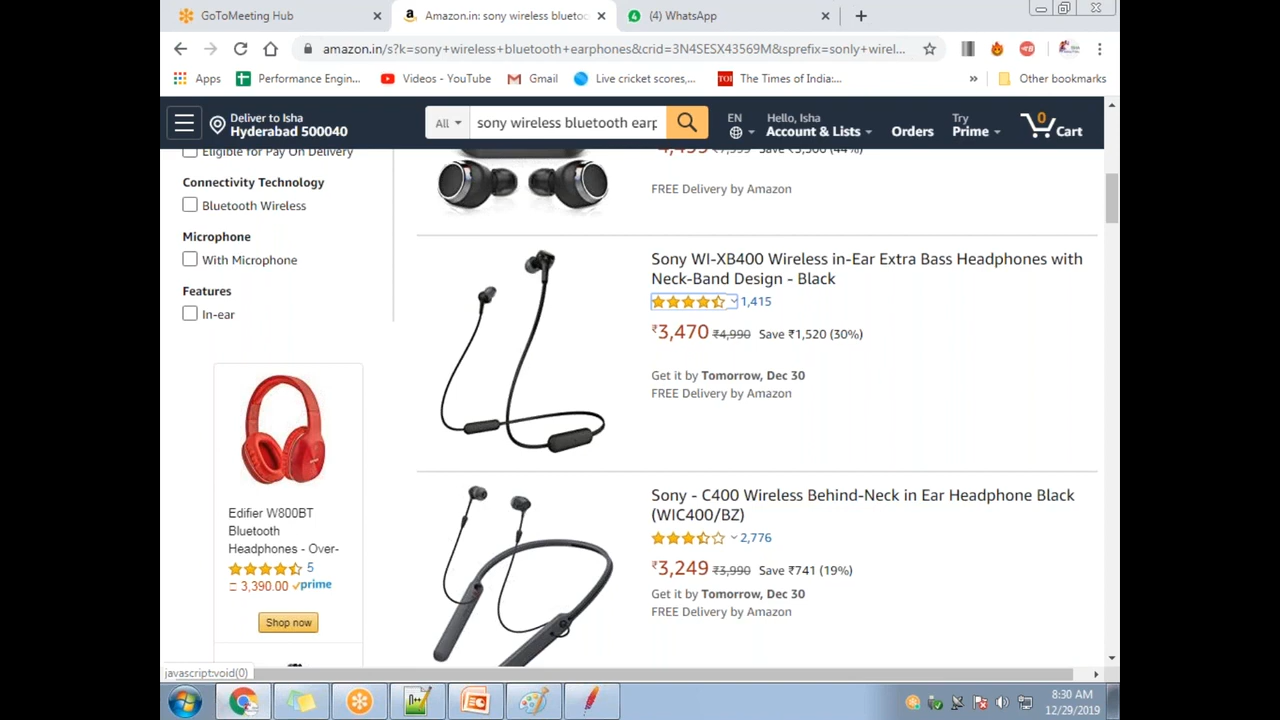 GoToMeeting Hub
Amazon.in: sony wireless bluetoo
(4) WhatsApp
amazon.in/s?k=sony+wireless+bluetooth+earphones&crid=3N4SESX43569M&sprefix=sonly+wirel...
Apps
Performance Engin...
Videos - YouTube
Gmail
Live cricket scores,...
TOI
The Times of India:...
»
Other bookmarks
Deliver to Isha
Hyderabad 500040
All
sony wireless bluetooth earp
EN
Hello, Isha
Account & Lists
Orders
Try
Prime
0
Cart
Eligible for Pay On Delivery
Connectivity Technology
Bluetooth Wireless
Microphone
With Microphone
Features
In-ear
Edifier W800BT
Bluetooth
Headphones - Over-
5
3,390.00 prime
Shop now
FREE Delivery by Amazon
Sony WI-XB400 Wireless in-Ear Extra Bass Headphones with
Neck-Band Design - Black
1,415
₹3,470 ₹4,990 Save ₹1,520 (30%)
Get it by Tomorrow, Dec 30
FREE Delivery by Amazon
Sony - C400 Wireless Behind-Neck in Ear Headphone Black
(WIC400/BZ)
2,776
₹3,249 ₹3,990 Save ₹741 (19%)
Get it by Tomorrow, Dec 30
FREE Delivery by Amazon
javascript:void(0)
8:30 AM
12/29/2019